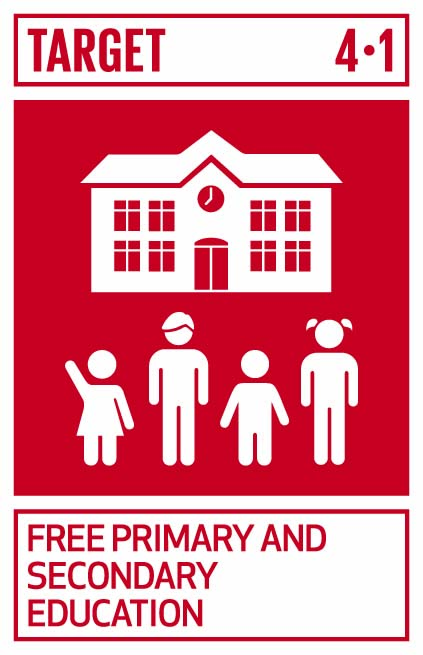 TARGET 4·1
FREE PRIMARY AND
SECONDARY
EDUCATION